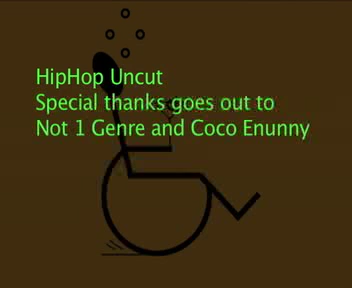 HipHop Uncut
Special thanks goes out to
Not 1 Genre and Coco Enunny